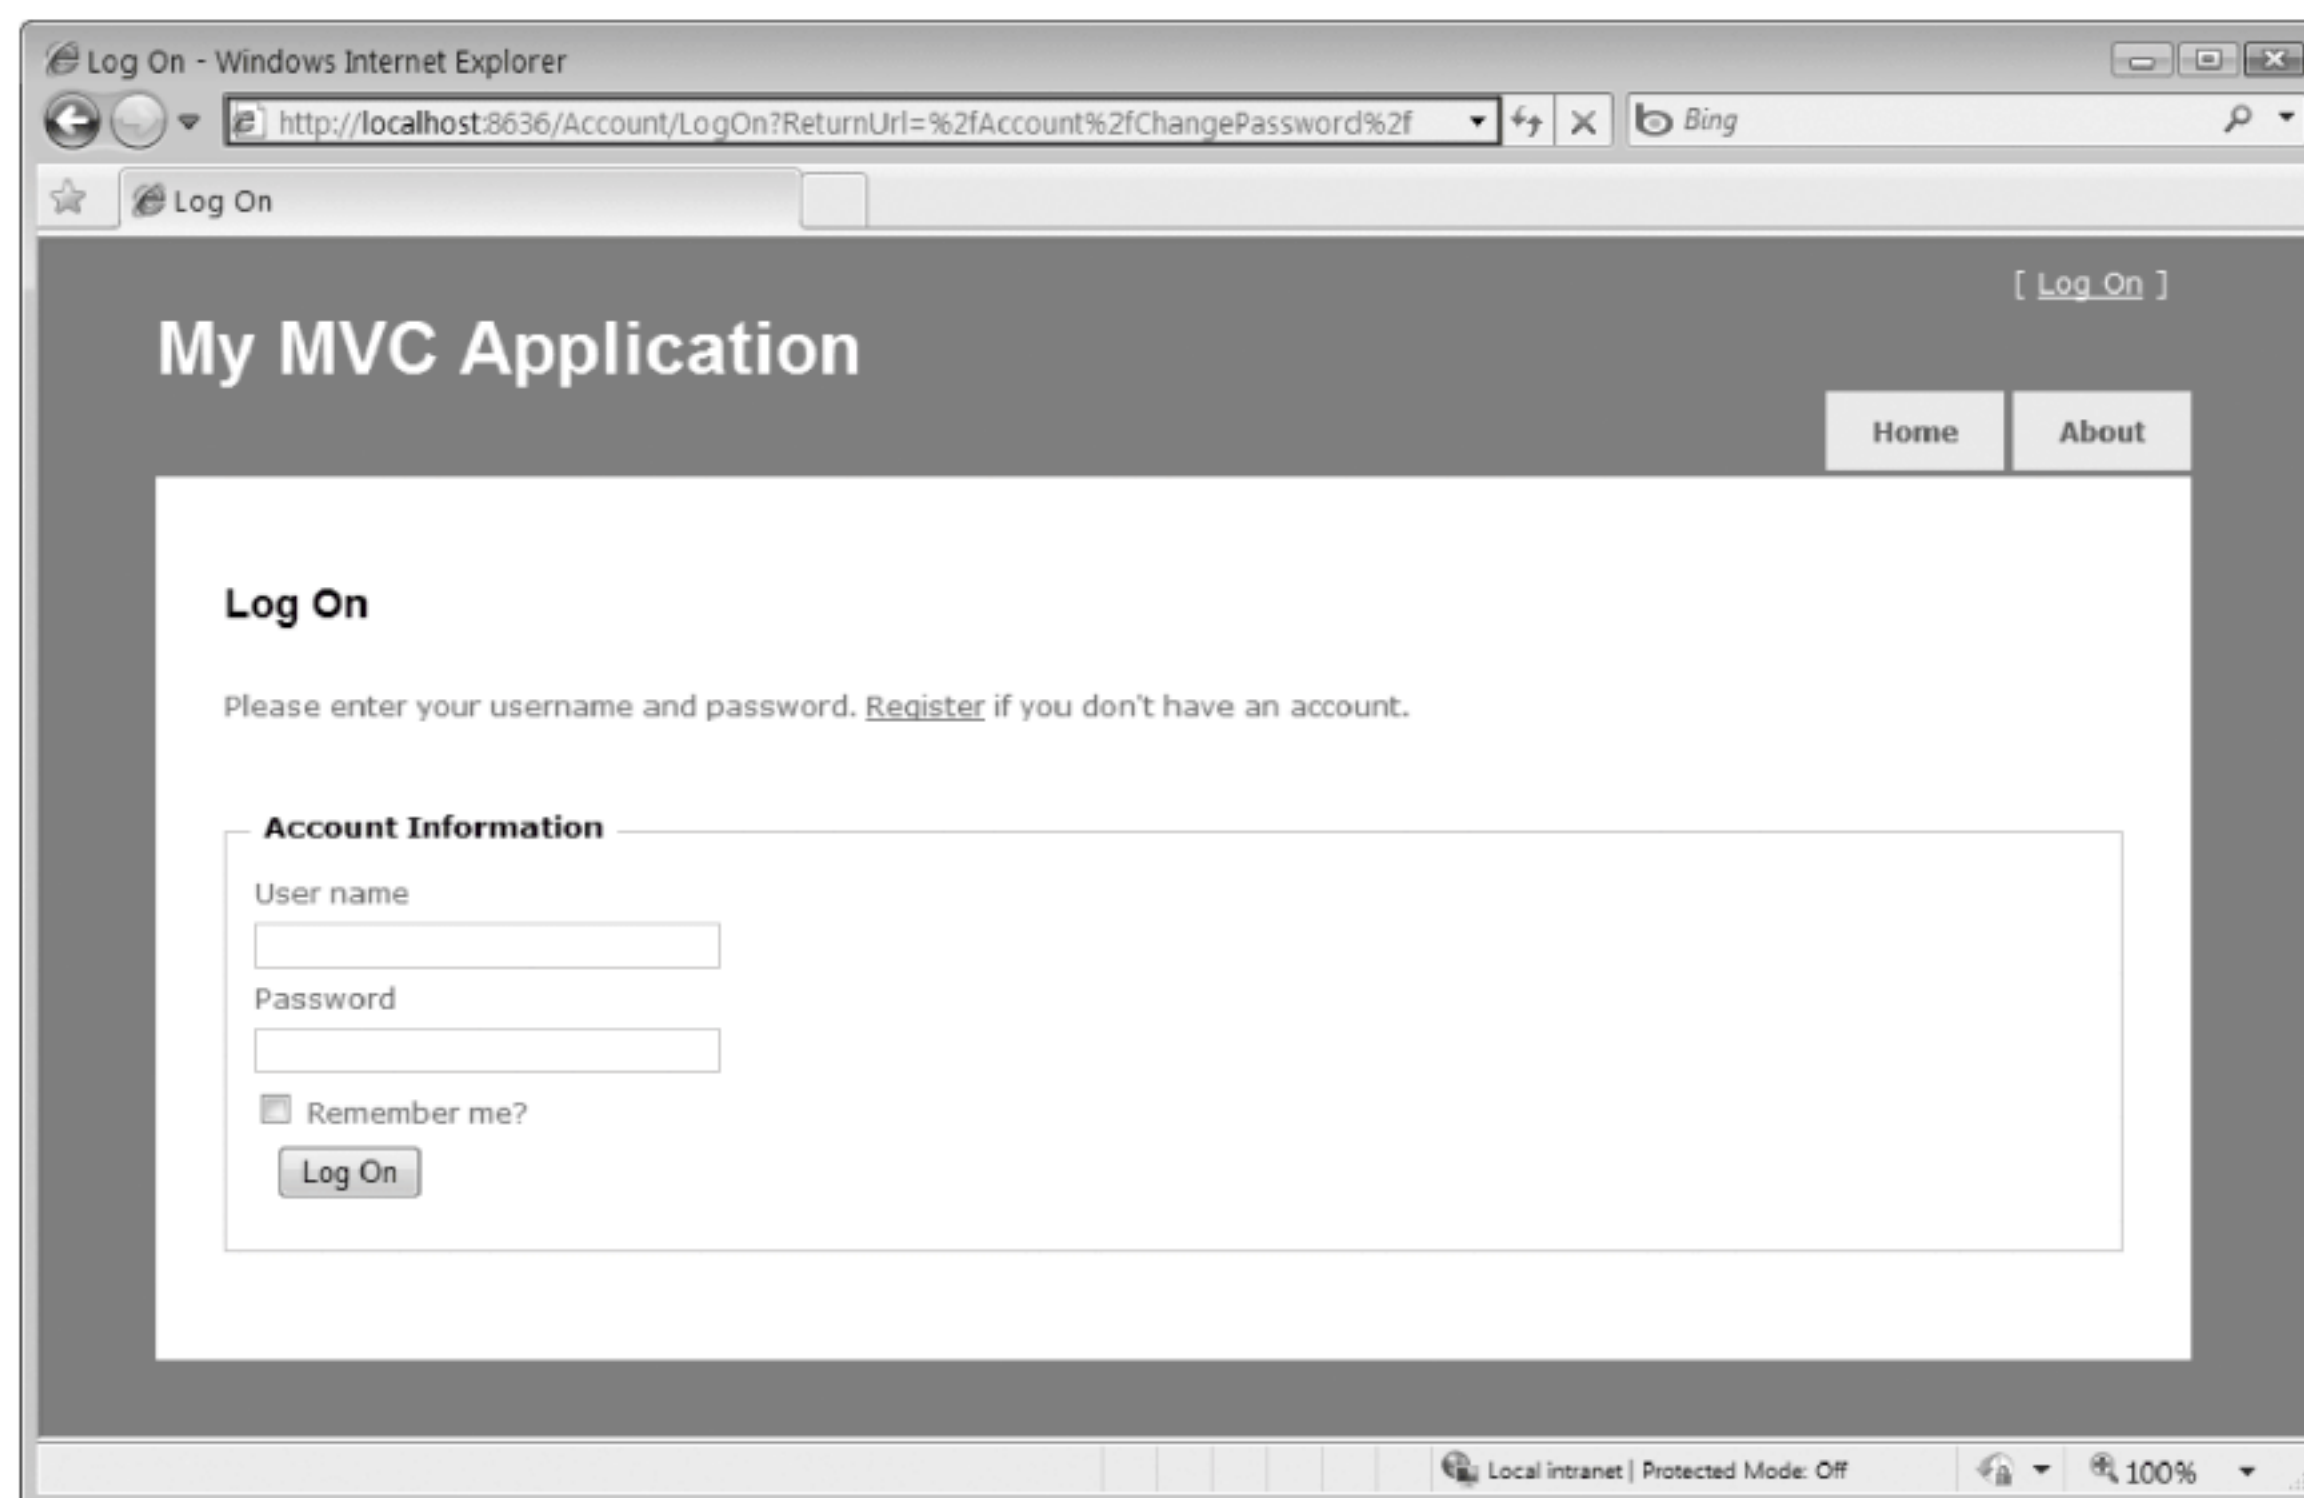 Log On - Windows Internet Explorer
http://localhost:8636/Account/LogOn?ReturnUrl=%2fAccount%2fChangePassword%2f
Bing
Log On
[ Log On ]
My MVC Application
Home About
Log On
Please enter your username and password. Register if you don't have an account.
Account Information
User name
Password
Remember me?
Log On
Local intranet | Protected Mode: Off
100%